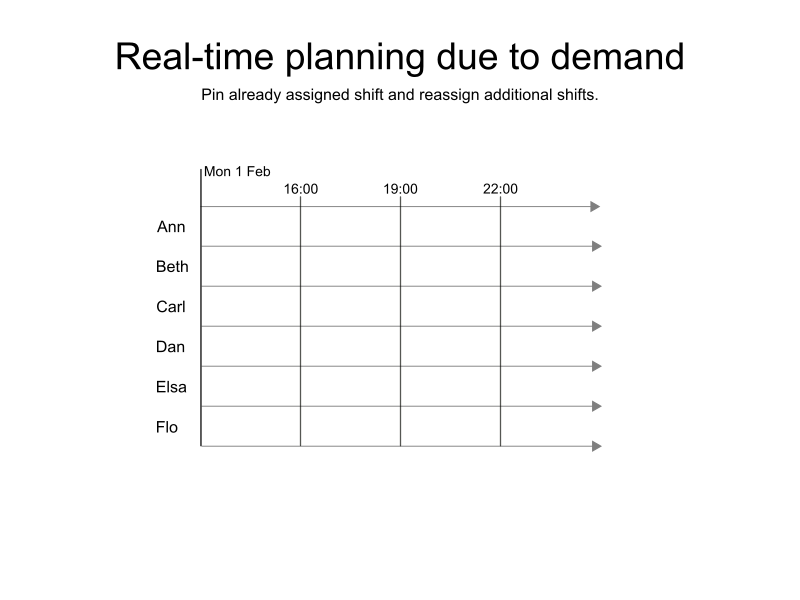 Real-time planning due to demand
Pin already assigned shift and reassign additional shifts.
Mon 1 Feb
16:00 19:00 22:00
Ann
Beth
Carl
Dan
Elsa
Flo